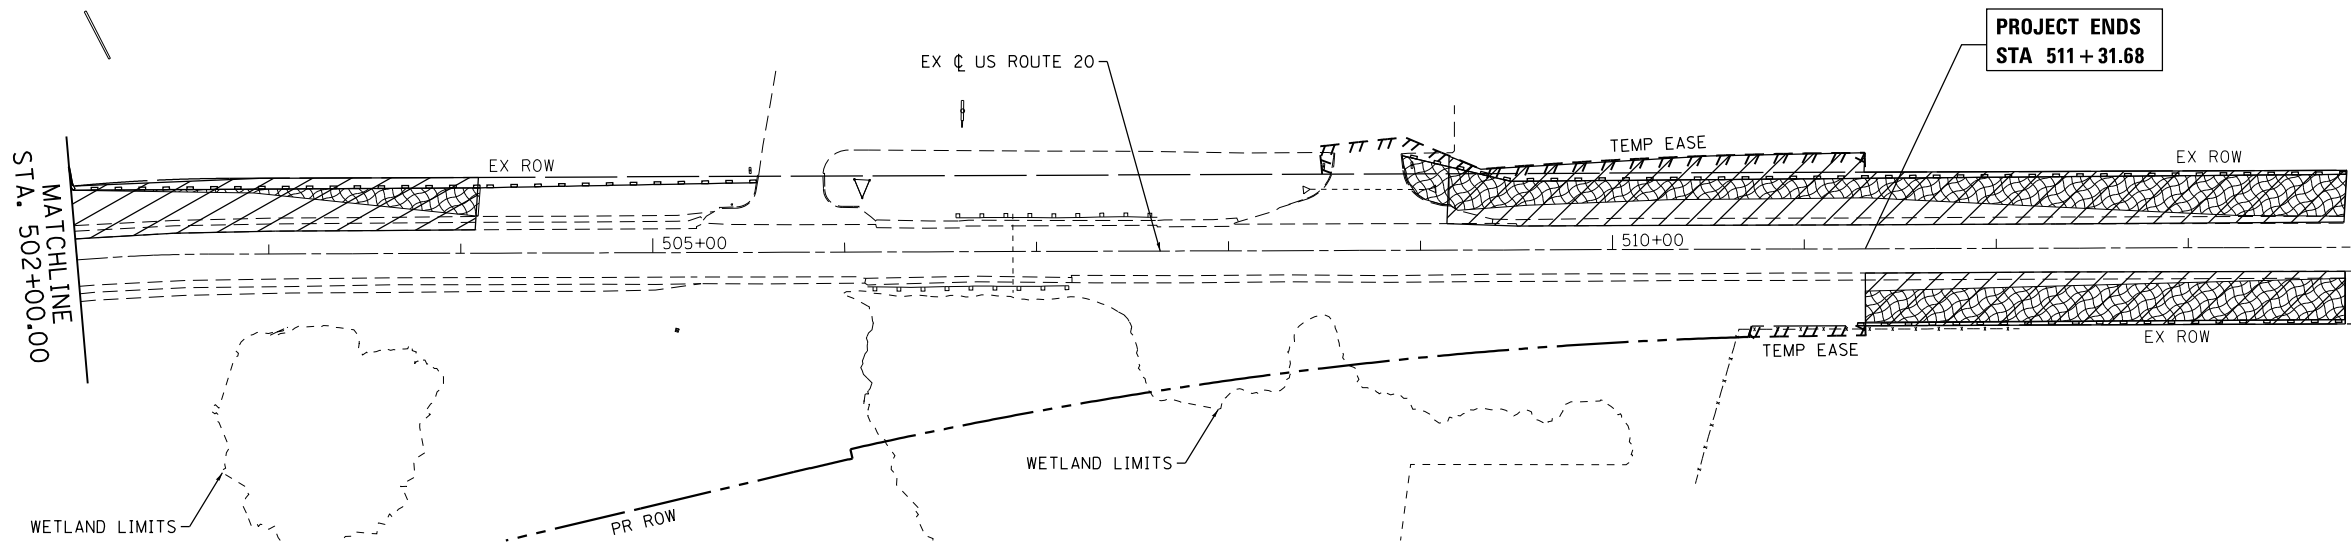 PROJECT ENDS
STA 511+31.68
EX ℄ US ROUTE 20
TEMP EASE
EX ROW
EX ROW
MATCHLINE
STA. 502+00.00
505+00
510+00
TEMP EASE
EX ROW
WETLAND LIMITS
PR ROW
WETLAND LIMITS